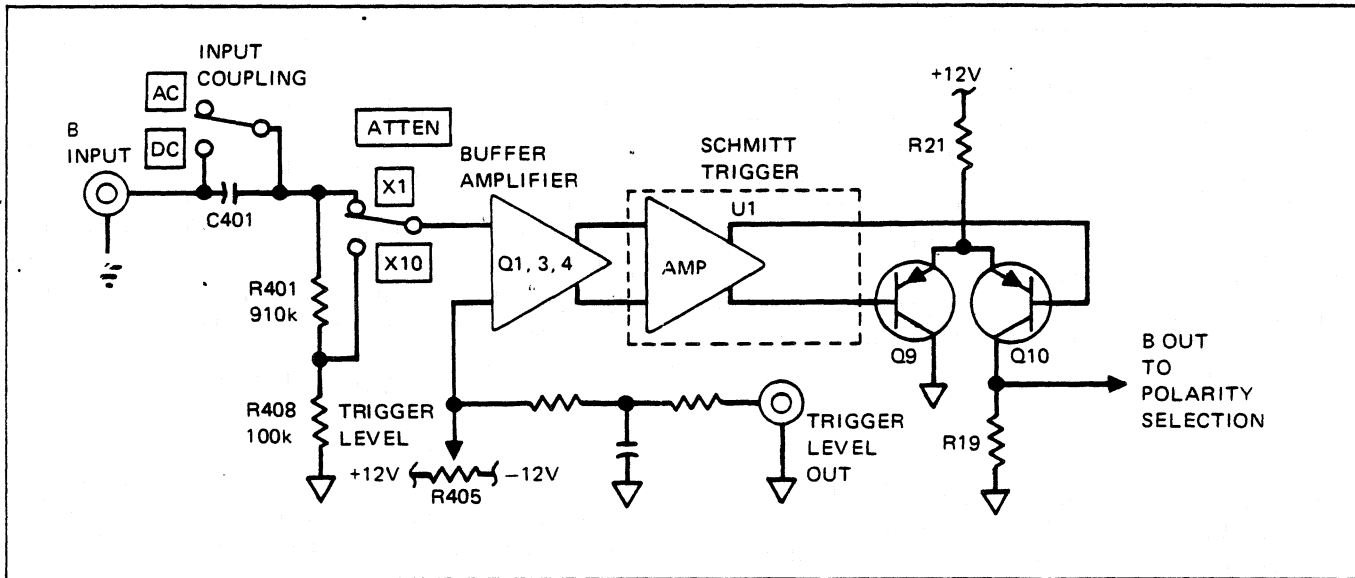 INPUT
COUPLING
AC
B
INPUT
DC
C401
ATTEN
X1
X10
R401
910k
R408
100k
BUFFER
AMPLIFIER
Q1, 3, 4
SCHMITT
TRIGGER
U1
AMP
+12V
R21
Q9
Q10
B OUT
TO
POLARITY
SELECTION
R19
TRIGGER
LEVEL
+12V
-12V
R405
TRIGGER
LEVEL
OUT